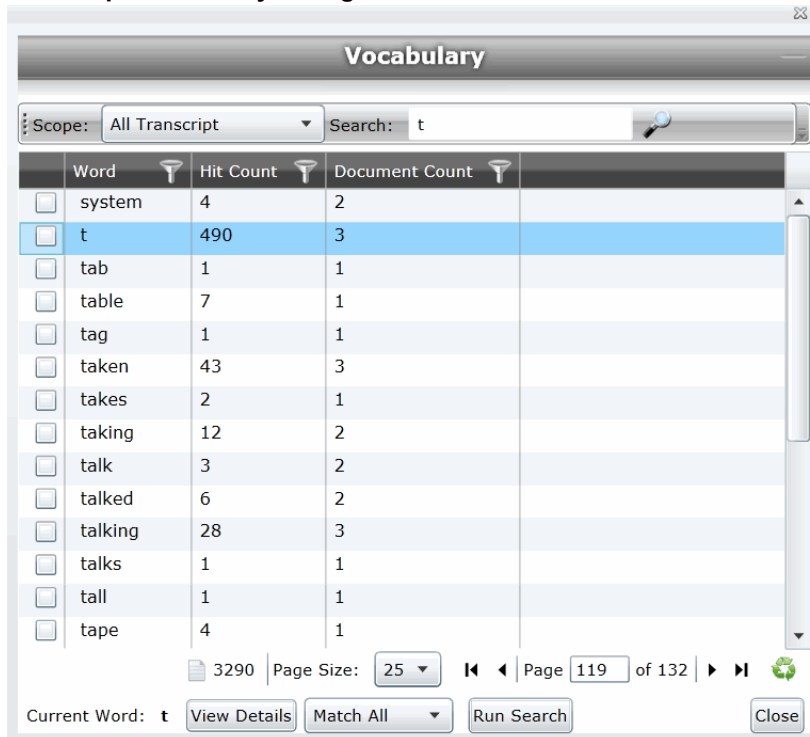 Vocabulary
Scope: All Transcript Search: t
Word Hit Count Document Count
system 4 2
t 490 3
tab 1 1
table 7 1
tag 1 1
taken 43 3
takes 2 1
taking 12 2
talk 3 2
talked 6 2
talking 28 3
talks 1 1
tall 1 1
tape 4 1
3290 Page Size: 25 Page 119 of 132
Current Word: t View Details Match All Run Search Close